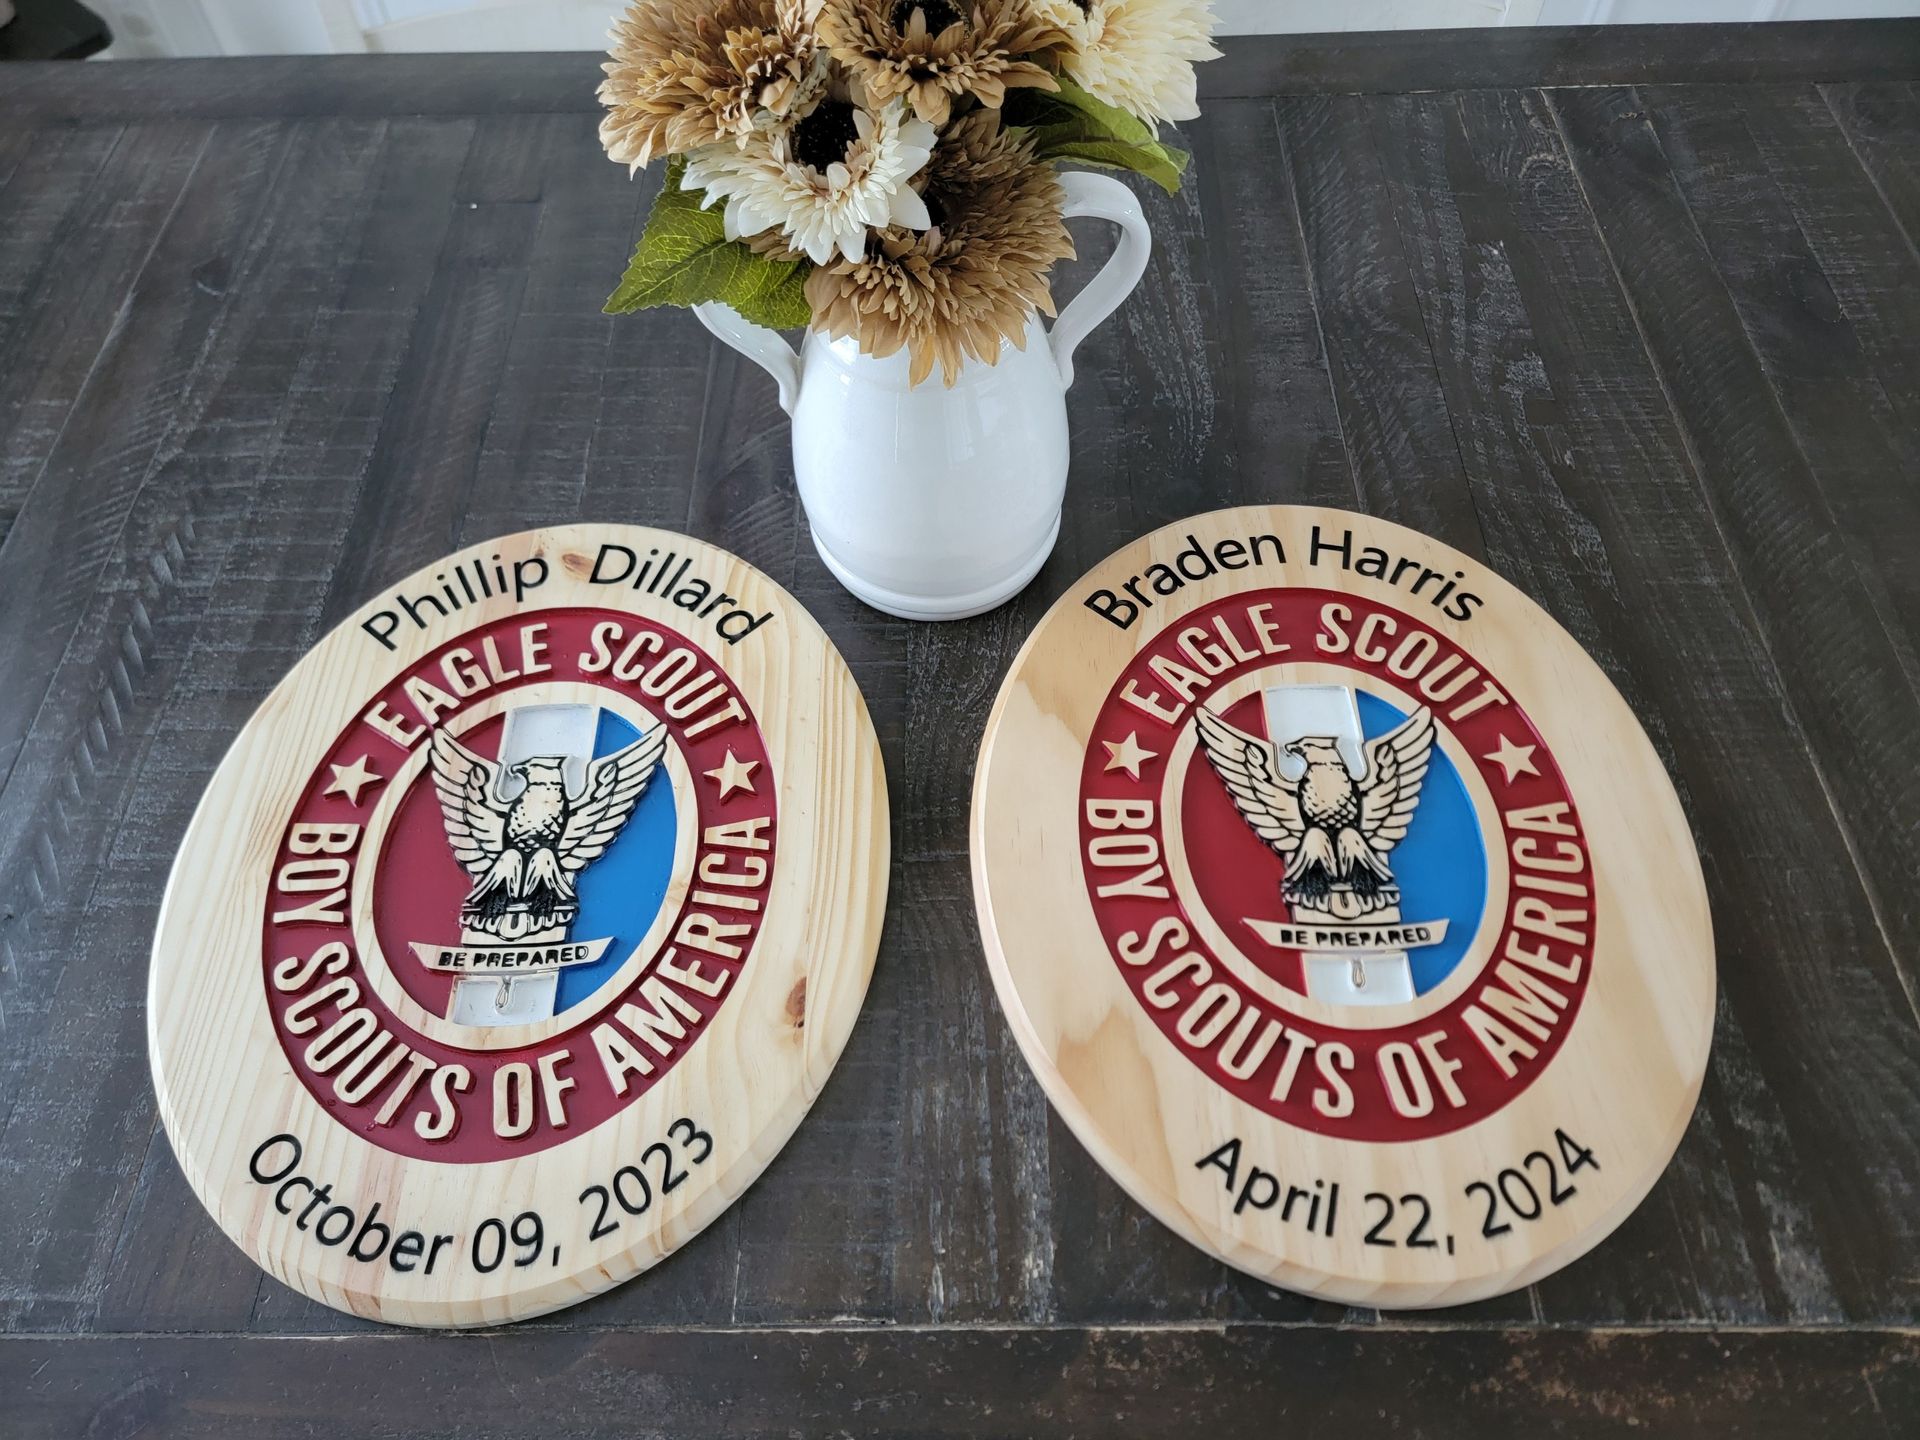 Phillip Dillard
EAGLE SCOUT
BE PREPARED
BOY SCOUTS OF AMERICA
October 09, 2023
Braden Harris
EAGLE SCOUT
BE PREPARED
BOY SCOUTS OF AMERICA
April 22, 2024